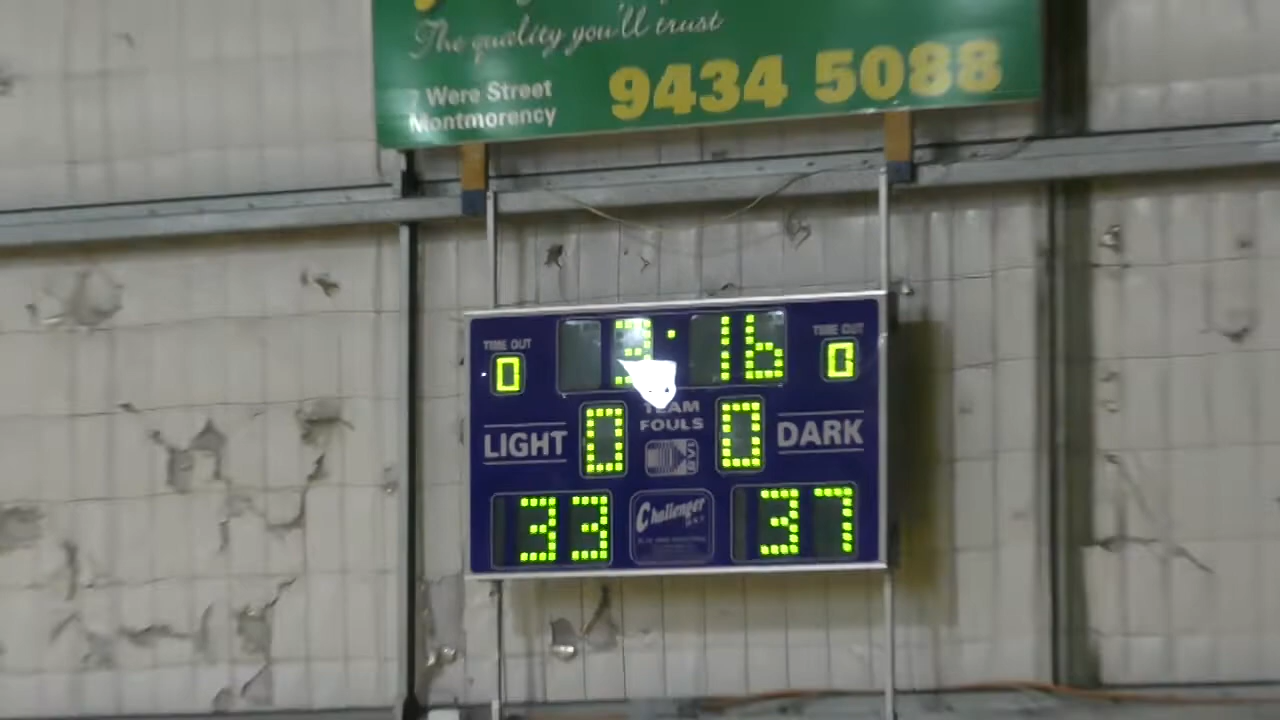 The quality you'll trust
7 Were Street
Montmorency
9434 5088
TIME OUT
0
3:16
TIME OUT
0
LIGHT
0
TEAM
FOULS
0
DARK
33
Challenger
37